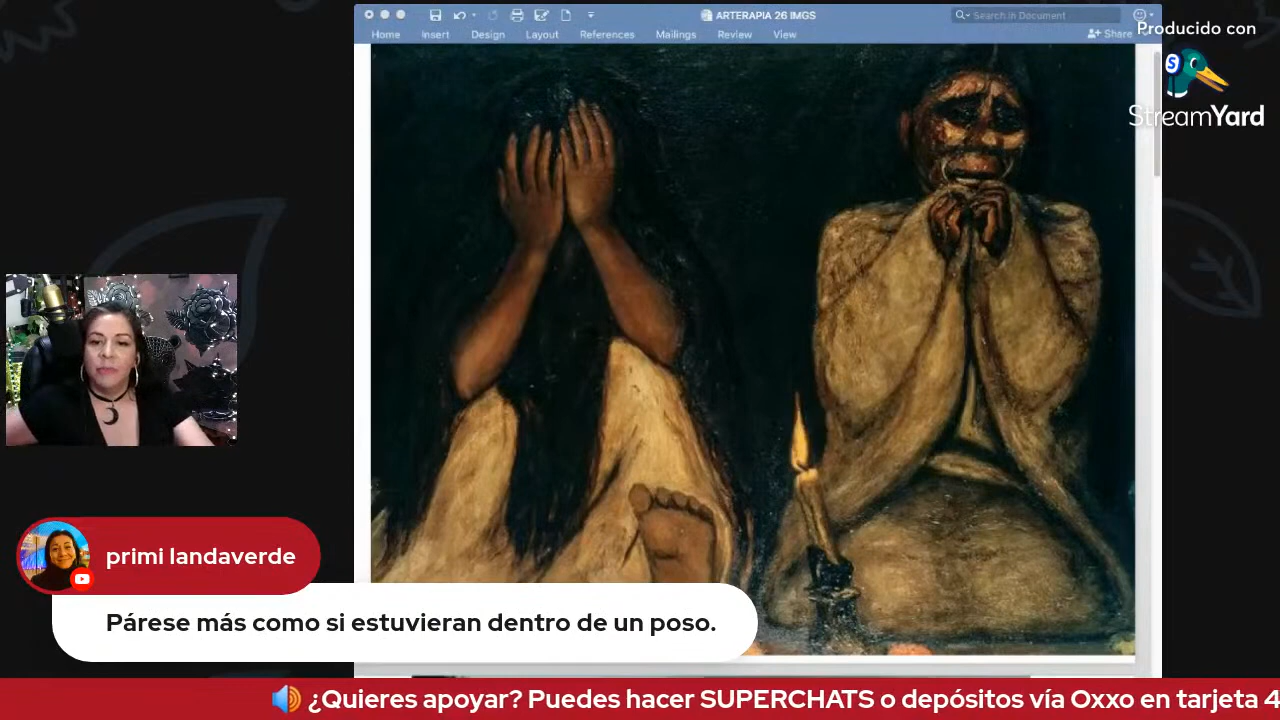 ARTERAPIA 26 IMGS
Search in Document
Home Insert Design Layout References Mailings Review View
Share
Producido con
S
StreamYard
primi landaverde
Párese más como si estuvieran dentro de un poso.
¿Quieres apoyar? Puedes hacer SUPERCHATS o depósitos vía Oxxo en tarjeta 4